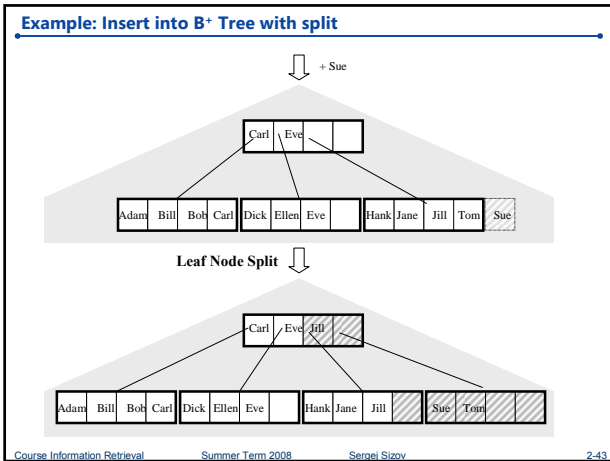 Example: Insert into B+ Tree with split
+ Sue
Carl Eve
Adam Bill Bob Carl Dick Ellen Eve Hank Jane Jill Tom Sue
Leaf Node Split
Carl Eve Jill
Adam Bill Bob Carl Dick Ellen Eve Hank Jane Jill Sue Tom
Course Information Retrieval Summer Term 2008 Sergej Sizov 2-43